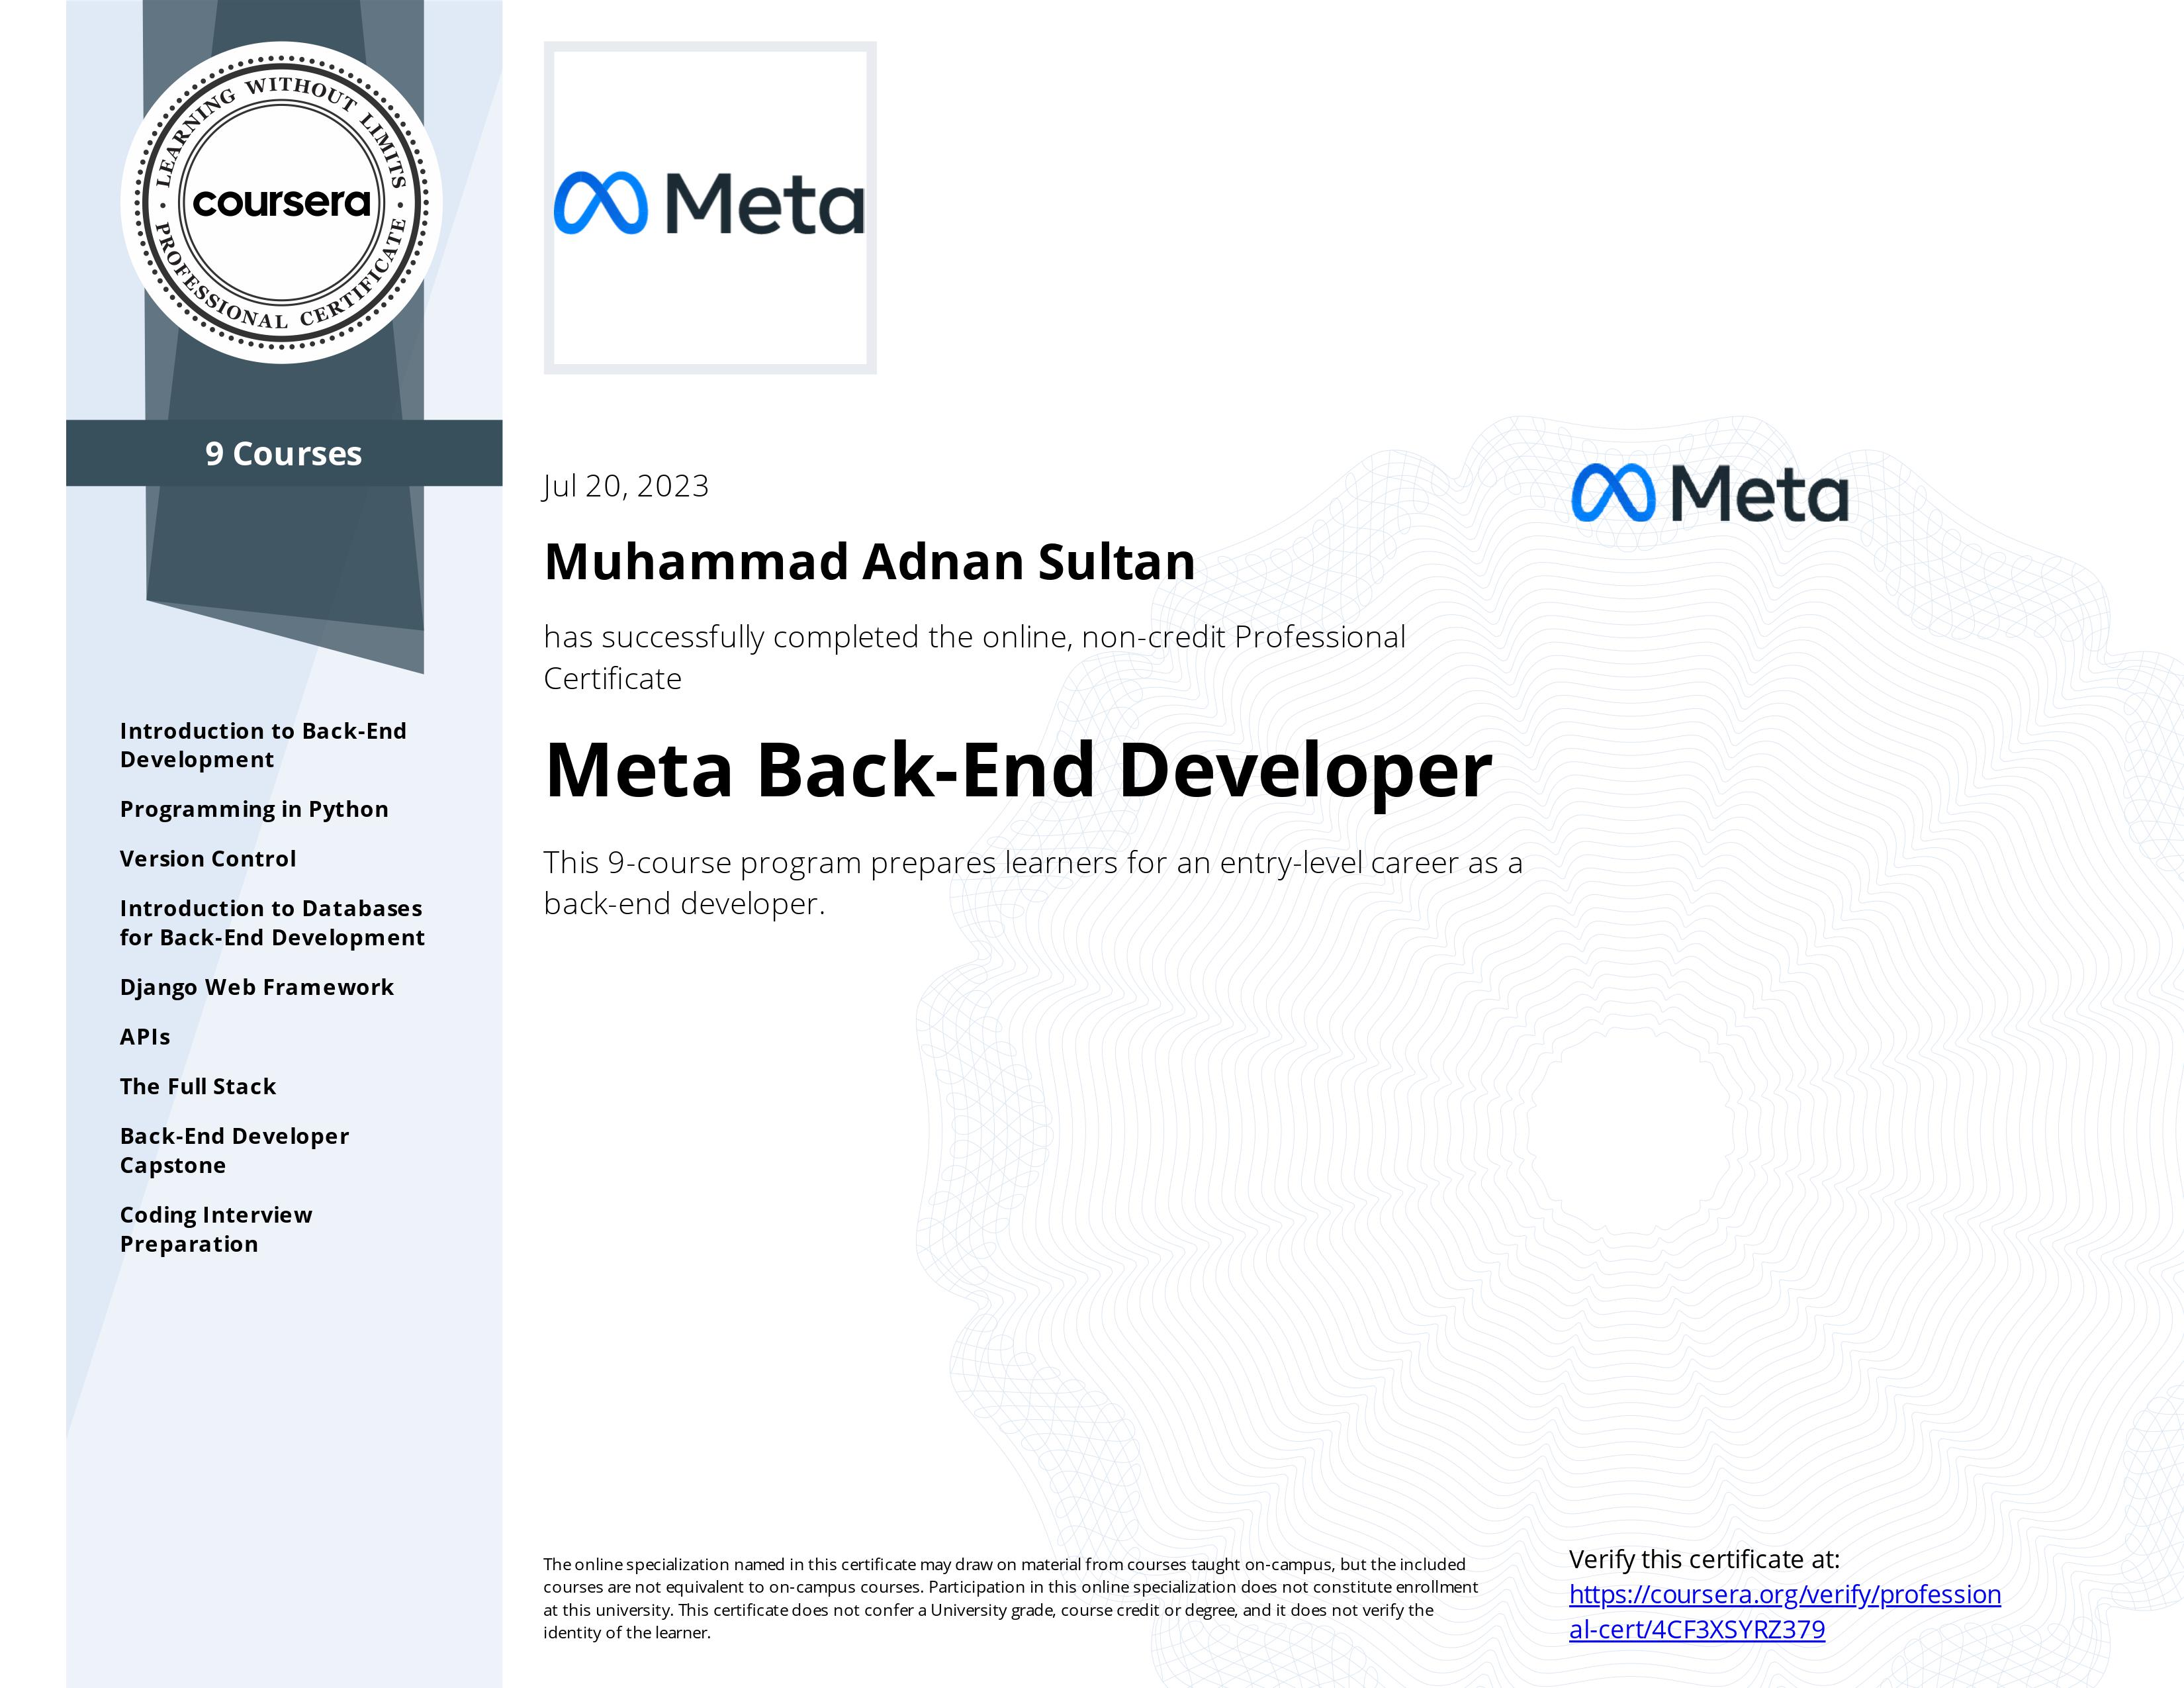 LEARNING WITHOUT LIMITS
coursera
PROFESSIONAL CERTIFICATE
9 Courses
Introduction to Back-End
Development
Programming in Python
Version Control
Introduction to Databases
for Back-End Development
Django Web Framework
APIs
The Full Stack
Back-End Developer
Capstone
Coding Interview
Preparation
Meta
Jul 20, 2023
Muhammad Adnan Sultan
has successfully completed the online, non-credit Professional
Certificate
Meta Back-End Developer
This 9-course program prepares learners for an entry-level career as a
back-end developer.
Meta
The online specialization named in this certificate may draw on material from courses taught on-campus, but the included
courses are not equivalent to on-campus courses. Participation in this online specialization does not constitute enrollment
at this university. This certificate does not confer a University grade, course credit or degree, and it does not verify the
identity of the learner.
Verify this certificate at:
https://coursera.org/verify/profession
al-cert/4CF3XSYRZ379